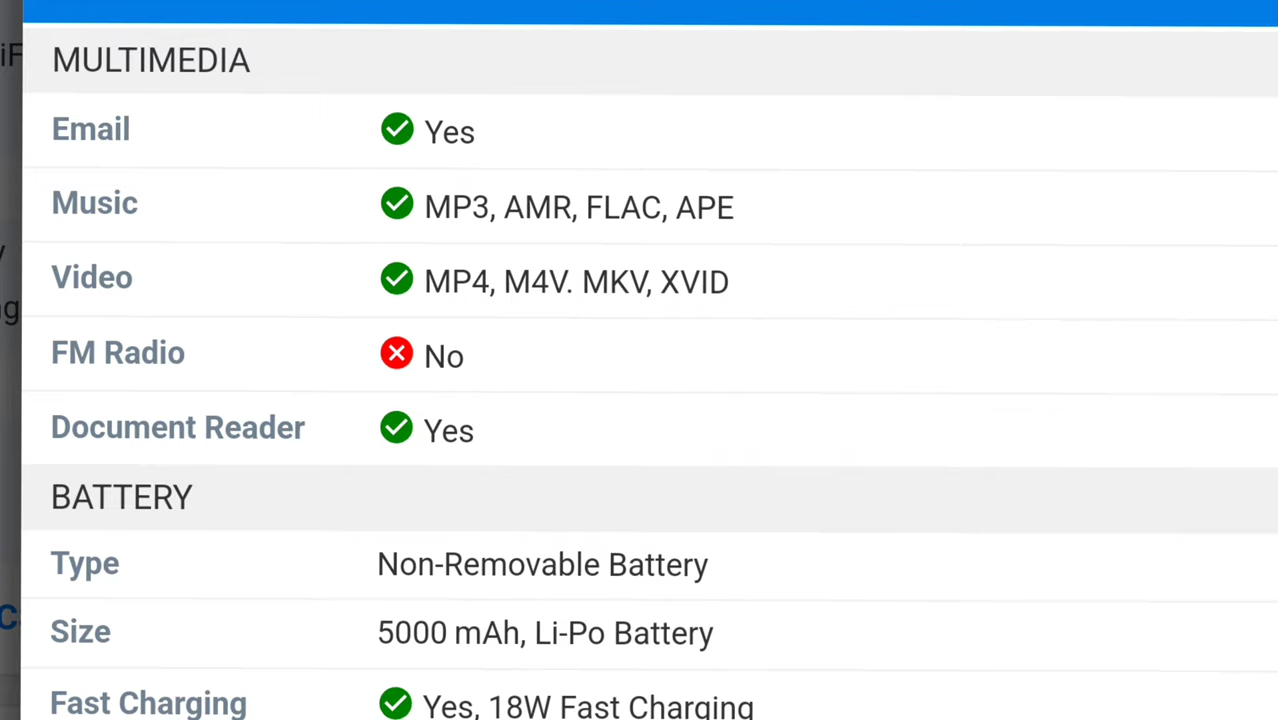 MULTIMEDIA
Email Yes
Music MP3, AMR, FLAC, APE
Video MP4, M4V. MKV, XVID
FM Radio No
Document Reader Yes
BATTERY
Type Non-Removable Battery
Size 5000 mAh, Li-Po Battery
Fast Charging Yes, 18W Fast Charging